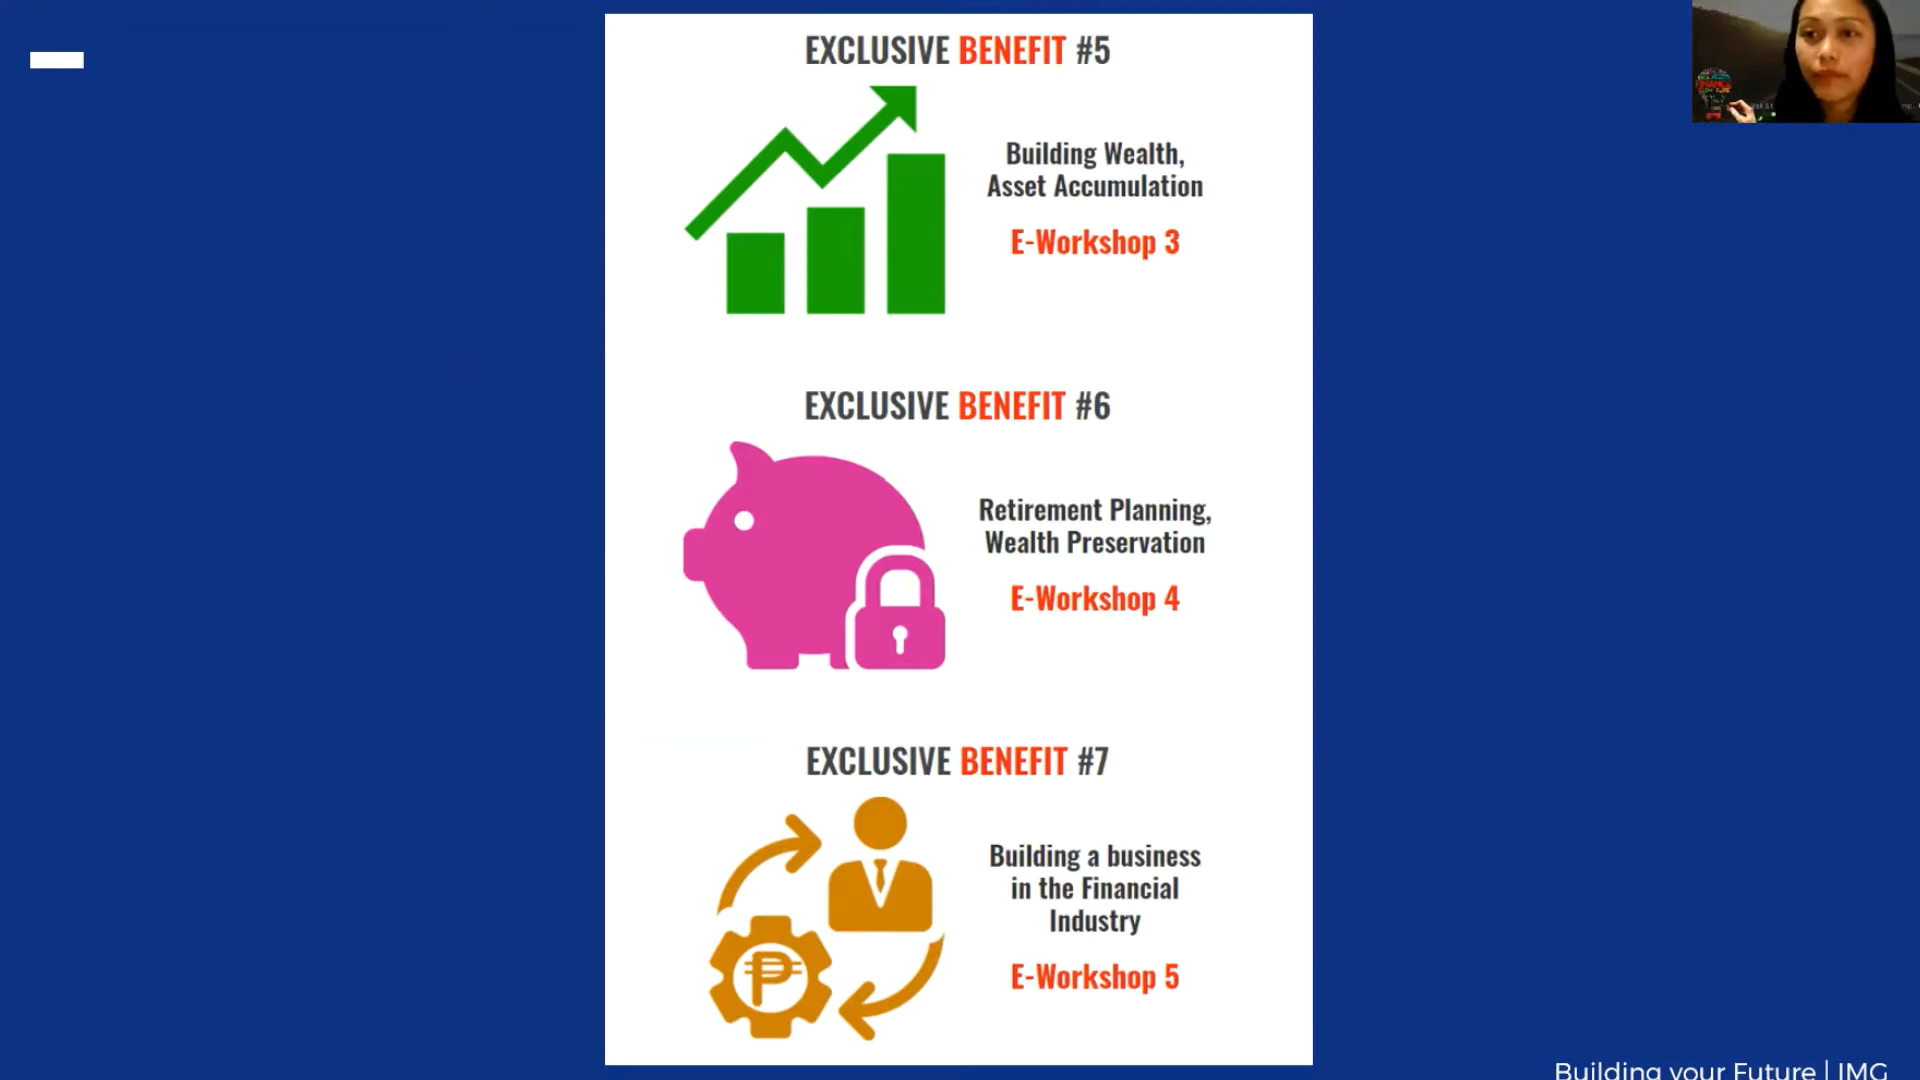 EXCLUSIVE BENEFIT #5
Building Wealth,
Asset Accumulation
E-Workshop 3
EXCLUSIVE BENEFIT #6
Retirement Planning,
Wealth Preservation
E-Workshop 4
EXCLUSIVE BENEFIT #7
Building a business
in the Financial
Industry
E-Workshop 5
Building your Future | IMG